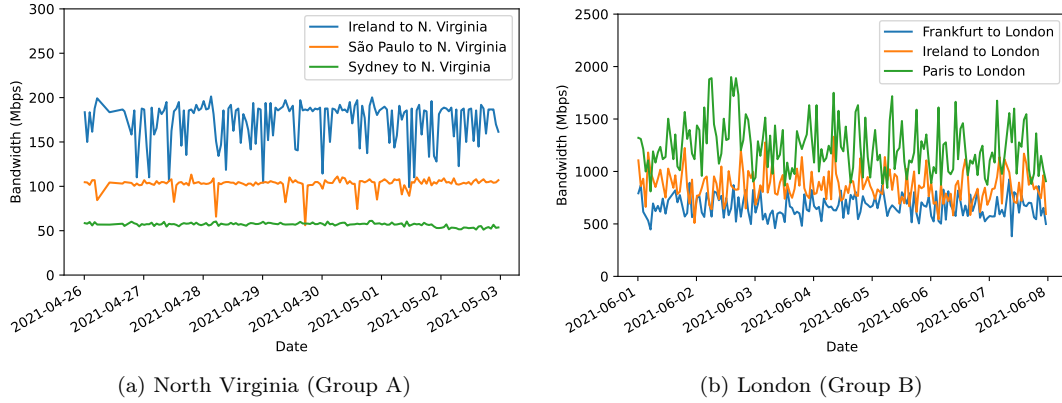 300
250
200
150
100
50
0
Bandwidth (Mbps)
Ireland to N. Virginia
São Paulo to N. Virginia
Sydney to N. Virginia
2021-04-26
2021-04-27
2021-04-28
2021-04-29
2021-04-30
2021-05-01
2021-05-02
2021-05-03
Date
(a) North Virginia (Group A)
2500
2000
1500
1000
500
0
Bandwidth (Mbps)
Frankfurt to London
Ireland to London
Paris to London
2021-06-01
2021-06-02
2021-06-03
2021-06-04
2021-06-05
2021-06-06
2021-06-07
2021-06-08
Date
(b) London (Group B)